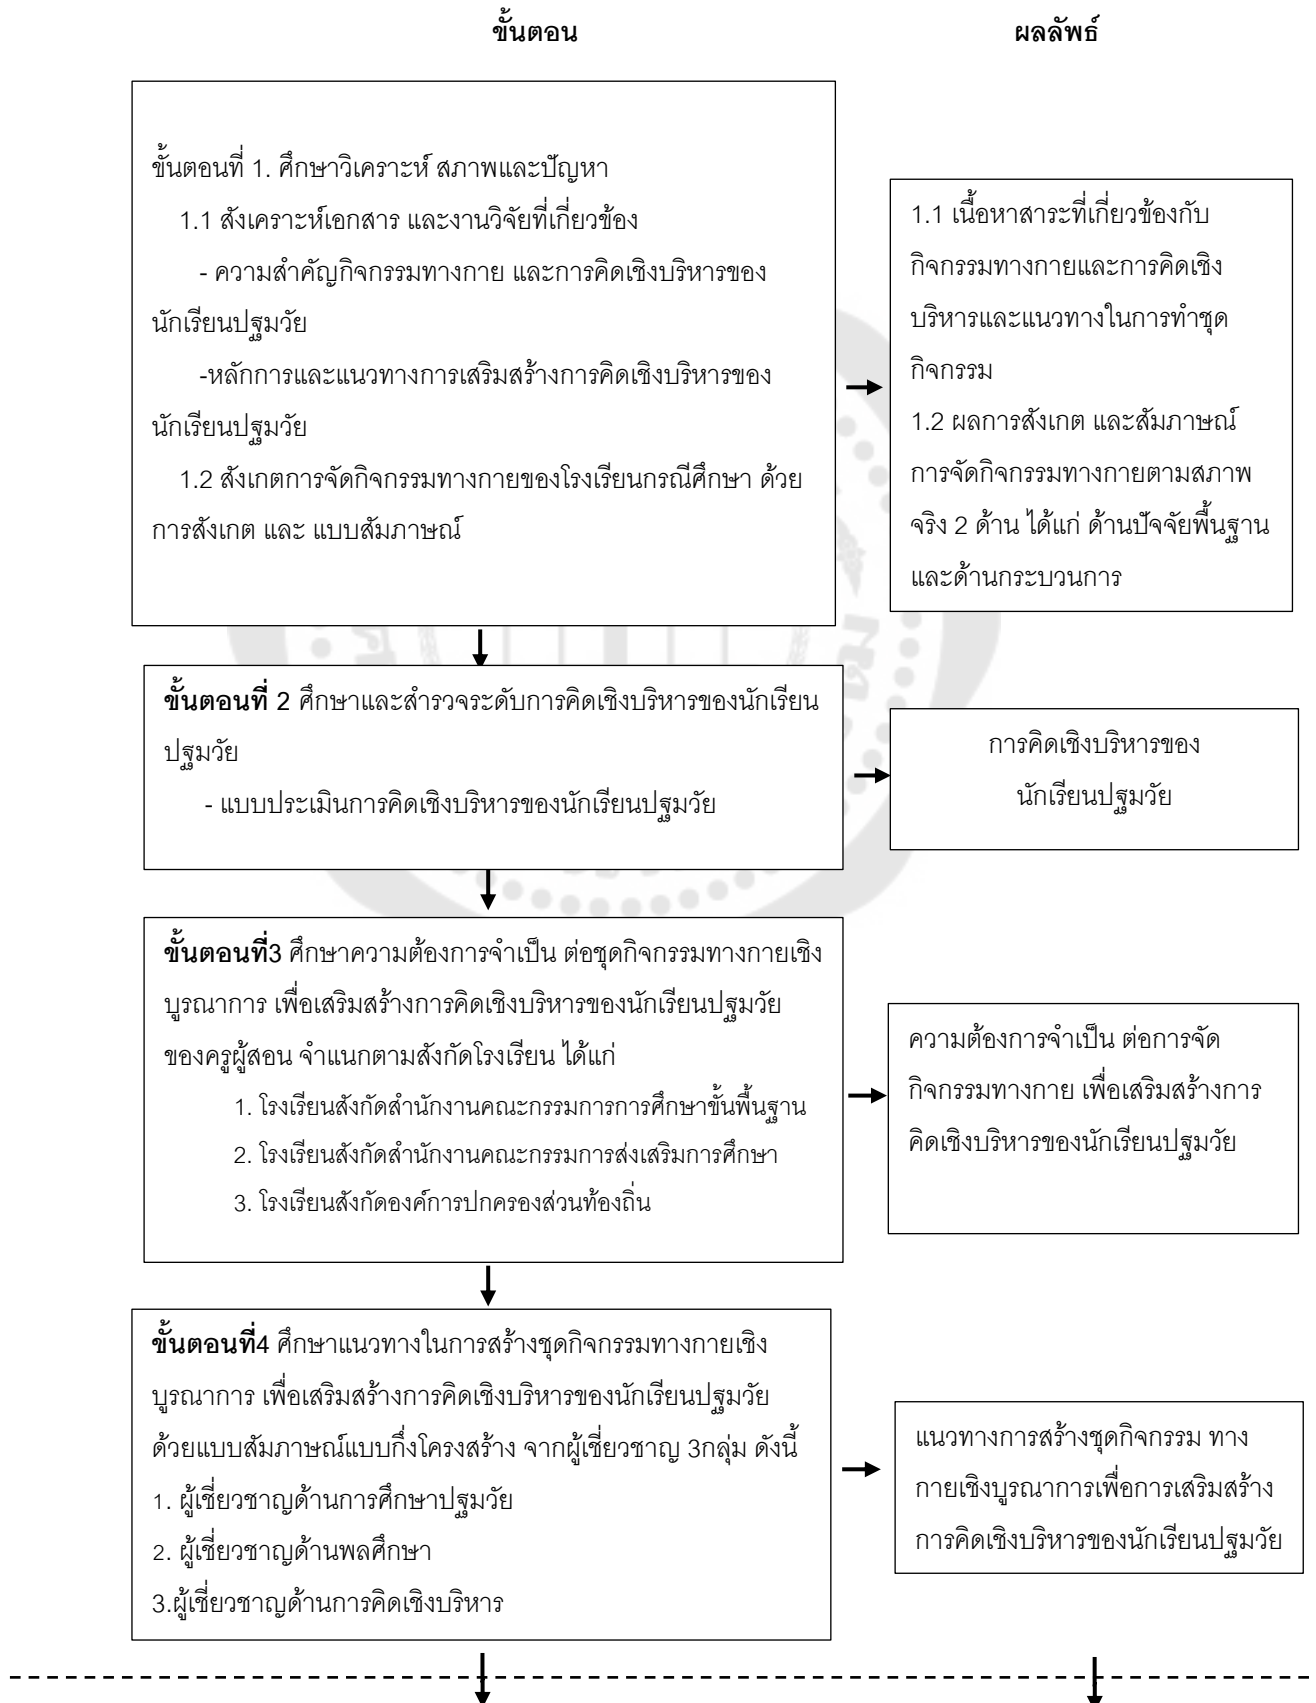 ขั้นตอน
ผลลัพธ์
ขั้นตอนที่ 1. ศึกษาวิเคราะห์ สภาพและปัญหา
1.1 สังเคราะห์เอกสาร และงานวิจัยที่เกี่ยวข้อง
- ความสำคัญกิจกรรมทางกาย และการคิดเชิงบริหารของ
นักเรียนปฐมวัย
-หลักการและแนวทางการเสริมสร้างการคิดเชิงบริหารของ
นักเรียนปฐมวัย
1.2 สังเกตการจัดกิจกรรมทางกายของโรงเรียนกรณีศึกษา ด้วย
การสังเกต และ แบบสัมภาษณ์
1.1 เนื้อหาสาระที่เกี่ยวข้องกับ
กิจกรรมทางกายและการคิดเชิง
บริหารและแนวทางในการทำชุด
กิจกรรม
1.2 ผลการสังเกต และสัมภาษณ์
การจัดกิจกรรมทางกายตามสภาพ
จริง 2 ด้าน ได้แก่ ด้านปัจจัยพื้นฐาน
และด้านกระบวนการ
ขั้นตอนที่ 2 ศึกษาและสำรวจระดับการคิดเชิงบริหารของนักเรียน
ปฐมวัย
- แบบประเมินการคิดเชิงบริหารของนักเรียนปฐมวัย
การคิดเชิงบริหารของ
นักเรียนปฐมวัย
ขั้นตอนที่3 ศึกษาความต้องการจำเป็น ต่อชุดกิจกรรมทางกายเชิง
บูรณาการ เพื่อเสริมสร้างการคิดเชิงบริหารของนักเรียนปฐมวัย
ของครูผู้สอน จำแนกตามสังกัดโรงเรียน ได้แก่
1. โรงเรียนสังกัดสำนักงานคณะกรรมการการศึกษาขั้นพื้นฐาน
2. โรงเรียนสังกัดสำนักงานคณะกรรมการส่งเสริมการศึกษา
3. โรงเรียนสังกัดองค์การปกครองส่วนท้องถิ่น
ความต้องการจำเป็น ต่อการจัด
กิจกรรมทางกาย เพื่อเสริมสร้างการ
คิดเชิงบริหารของนักเรียนปฐมวัย
ขั้นตอนที่4 ศึกษาแนวทางในการสร้างชุดกิจกรรมทางกายเชิง
บูรณาการ เพื่อเสริมสร้างการคิดเชิงบริหารของนักเรียนปฐมวัย
ด้วยแบบสัมภาษณ์แบบกึ่งโครงสร้าง จากผู้เชี่ยวชาญ 3กลุ่ม ดังนี้
1. ผู้เชี่ยวชาญด้านการศึกษาปฐมวัย
2. ผู้เชี่ยวชาญด้านพลศึกษา
3.ผู้เชี่ยวชาญด้านการคิดเชิงบริหาร
แนวทางการสร้างชุดกิจกรรม ทาง
กายเชิงบูรณาการเพื่อการเสริมสร้าง
การคิดเชิงบริหารของนักเรียนปฐมวัย